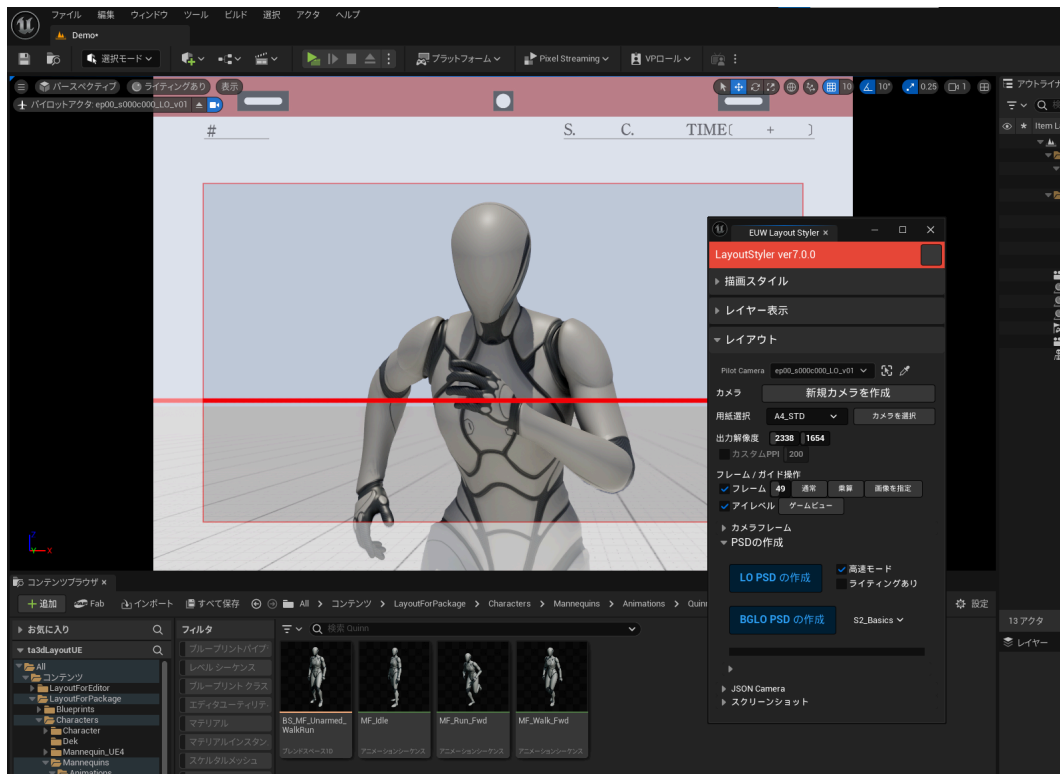 ファイル 編集 ウィンドウ ツール ビルド 選択 アクタ ヘルプ
Demo*
選択モード プラットフォーム Pixel Streaming VPロール
パースペクティブ ライティングあり 表示 10 10° 0.25 1
パイロットアクタ: ep00_s000c000_LO_v01
# S. C. TIME( + )
アウトライナ
Item L
EUW Layout Styler ×
LayoutStyler ver7.0.0
描画スタイル
レイヤー表示
レイアウト
Pilot Camera ep00_s000c000_LO_v01
カメラ 新規カメラを作成
用紙選択 A4_STD カメラを選択
出力解像度 2338 1654
カスタムPPI 200
フレーム / ガイド操作
フレーム 49 通常 乗算 画像を指定
アイレベル ゲームビュー
カメラフレーム
PSDの作成
LO PSD の作成 高速モード
ライティングあり
BGLO PSD の作成 S2_Basics
JSON Camera
スクリーンショット
Z
Y X
コンテンツブラウザ ×
追加 Fab インポート すべて保存 All コンテンツ LayoutForPackage Characters Mannequins Animations Quinn 設定
お気に入り
ta3dLayoutUE
All
コンテンツ
LayoutForEditor
LayoutForPackage
Blueprints
Characters
Character
Dek
Mannequin_UE4
Mannequins
Animations
フィルタ
ブループリントパイプ
レベル シーケンス
ブループリント クラス
エディタユーティリテ
マテリアル
マテリアルインスタン
スケルタルメッシュ
検索 Quinn
BS_MF_Unarmed_WalkRun
ブレンドスペース1D
MF_Idle
アニメーションシーケンス
MF_Run_Fwd
アニメーションシーケンス
MF_Walk_Fwd
アニメーションシーケンス
13 アクタ
レイヤー